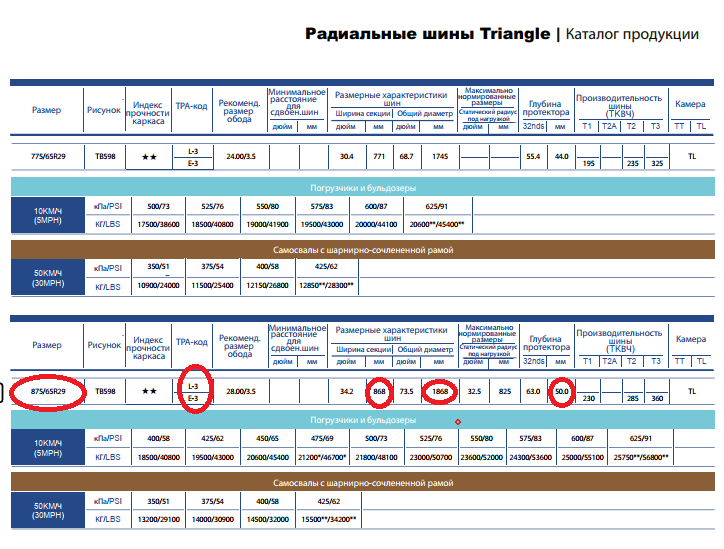 Радиальные шины Triangle | Каталог продукции
Размер Рисунок Индекс прочности каркаса TPA-код Рекоменд. размер обода Минимальное расстояние для сдвоен.шин Размерные характеристики шин Максимально нормированные размеры Глубина протектора Производительность шины (ТКВЧ) Камера
Ширина секции Общий диаметр Статический радиус под нагрузкой
дюйм мм дюйм мм дюйм мм дюйм мм 32nds мм T1 T2A T2 T3 TT TL
775/65R29 TB598 ★★ L-3 24.00/3.5 30.4 771 68.7 1745 55.4 44.0 TL
E-3 195 235 325
Погрузчики и бульдозеры
10КМ/Ч (5MPH) кПа/PSI 500/73 525/76 550/80 575/83 600/87 625/91
КГ/LBS 17500/38600 18500/40800 19000/41900 19500/43000 20000/44100 20600**/45400**
Самосвалы с шарнирно-сочлененной рамой
50КМ/Ч (30MPH) кПа/PSI 350/51 375/54 400/58 425/62
КГ/LBS 10900/24000 11500/25400 12150/26800 12850**/28300**
Размер Рисунок Индекс прочности каркаса TPA-код Рекоменд. размер обода Минимальное расстояние для сдвоен.шин Размерные характеристики шин Максимально нормированные размеры Глубина протектора Производительность шины (ТКВЧ) Камера
Ширина секции Общий диаметр Статический радиус под нагрузкой
дюйм мм дюйм мм дюйм мм дюйм мм 32nds мм T1 T2A T2 T3 TT TL
875/65R29 TB598 ★★ L-3 28.00/3.5 34.2 868 73.5 1868 32.5 825 63.0 50.0 TL
E-3 230 285 360
Погрузчики и бульдозеры
10КМ/Ч (5MPH) кПа/PSI 400/58 425/62 450/65 475/69 500/73 525/76 550/80 575/83 600/87 625/91
КГ/LBS 18500/40800 19500/43000 20600/45400 21200*/46700* 21800/48100 23000/50700 23600/52000 24300/53600 25000/55100 25750**/56800**
Самосвалы с шарнирно-сочлененной рамой
50КМ/Ч (30MPH) кПа/PSI 350/51 375/54 400/58 425/62
КГ/LBS 13200/29100 14000/30900 14500/32000 15500**/34200**